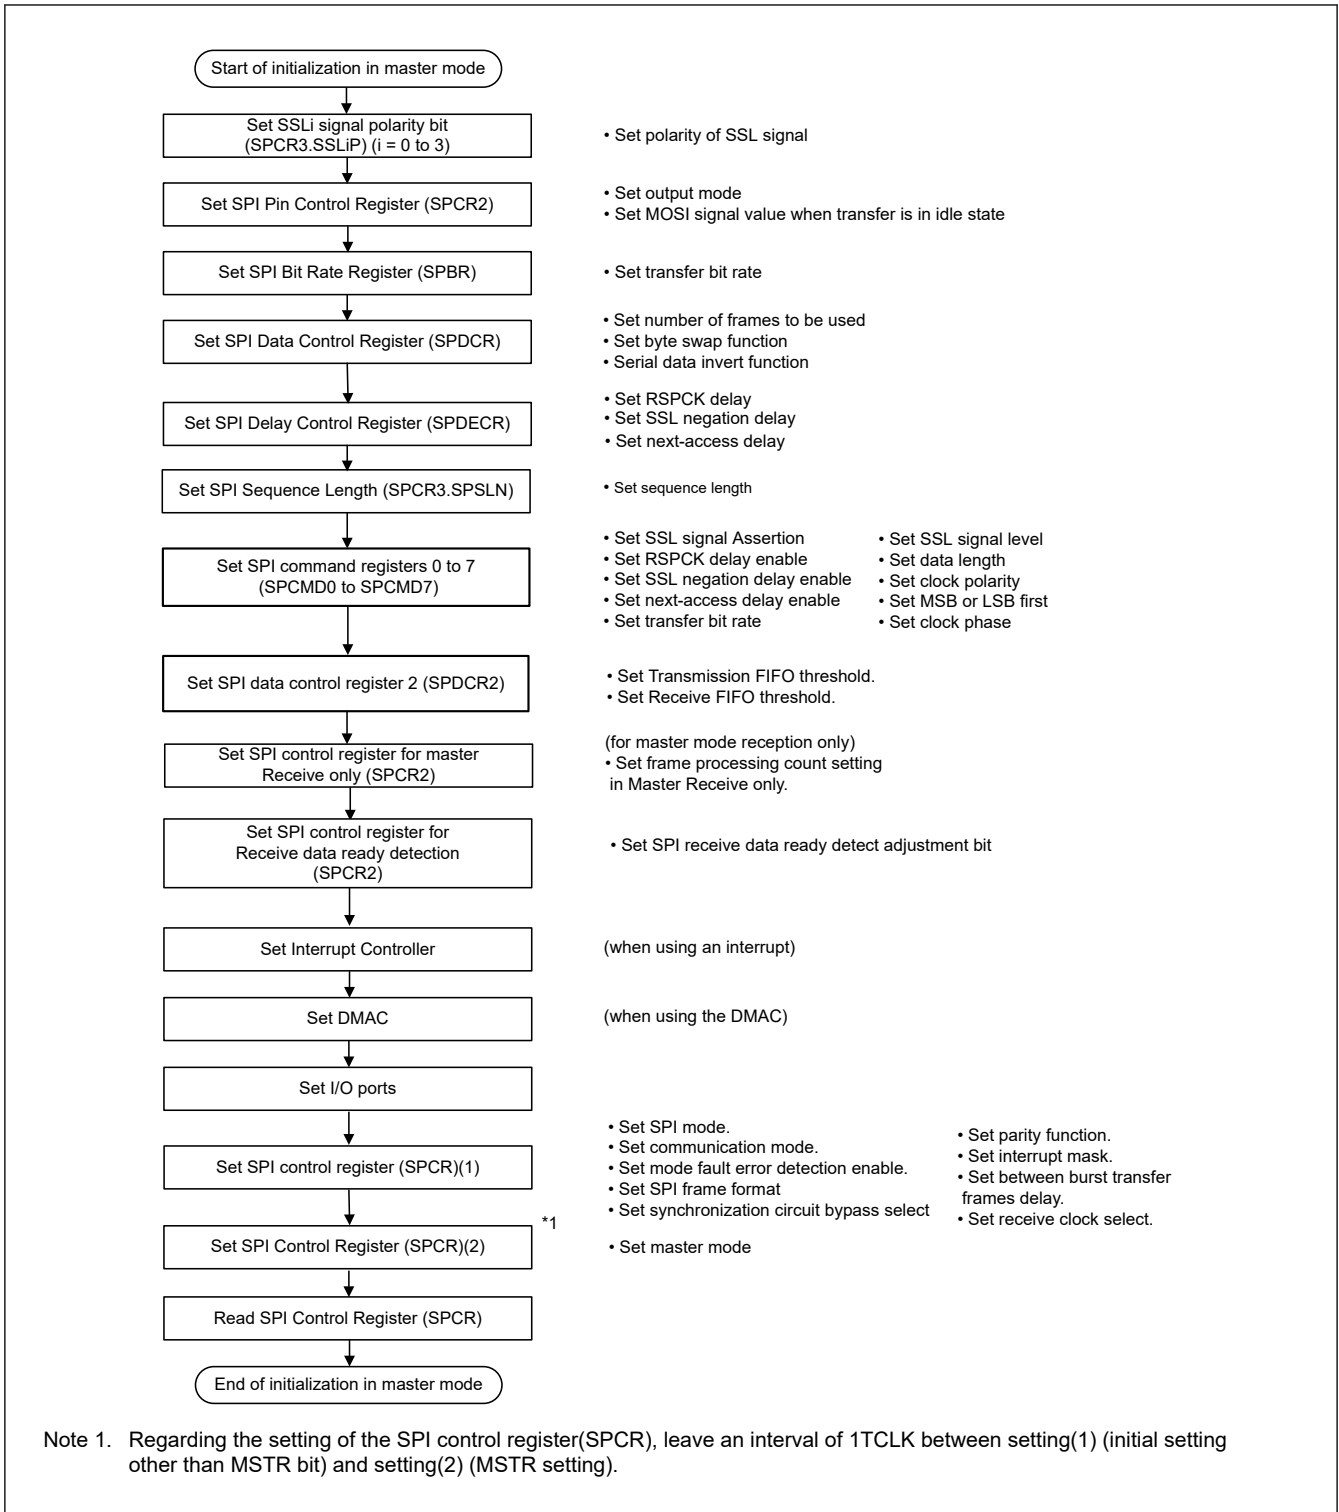 Start of initialization in master mode
Set SSLi signal polarity bit
(SPCR3.SSLiP) (i = 0 to 3)
• Set polarity of SSL signal
Set SPI Pin Control Register (SPCR2)
• Set output mode
• Set MOSI signal value when transfer is in idle state
Set SPI Bit Rate Register (SPBR)
• Set transfer bit rate
Set SPI Data Control Register (SPDCR)
• Set number of frames to be used
• Set byte swap function
• Serial data invert function
Set SPI Delay Control Register (SPDECR)
• Set RSPCK delay
• Set SSL negation delay
• Set next-access delay
Set SPI Sequence Length (SPCR3.SPSLN)
• Set sequence length
Set SPI command registers 0 to 7
(SPCMD0 to SPCMD7)
• Set SSL signal Assertion
• Set RSPCK delay enable
• Set SSL negation delay enable
• Set next-access delay enable
• Set transfer bit rate
• Set SSL signal level
• Set data length
• Set clock polarity
• Set MSB or LSB first
• Set clock phase
Set SPI data control register 2 (SPDCR2)
• Set Transmission FIFO threshold.
• Set Receive FIFO threshold.
Set SPI control register for master
Receive only (SPCR2)
(for master mode reception only)
• Set frame processing count setting
in Master Receive only.
Set SPI control register for
Receive data ready detection
(SPCR2)
• Set SPI receive data ready detect adjustment bit
Set Interrupt Controller
(when using an interrupt)
Set DMAC
(when using the DMAC)
Set I/O ports
Set SPI control register (SPCR)(1)
• Set SPI mode.
• Set communication mode.
• Set mode fault error detection enable.
• Set SPI frame format
• Set synchronization circuit bypass select
• Set parity function.
• Set interrupt mask.
• Set between burst transfer
frames delay.
• Set receive clock select.
*1
Set SPI Control Register (SPCR)(2)
• Set master mode
Read SPI Control Register (SPCR)
End of initialization in master mode
Note 1. Regarding the setting of the SPI control register(SPCR), leave an interval of 1TCLK between setting(1) (initial setting
other than MSTR bit) and setting(2) (MSTR setting).